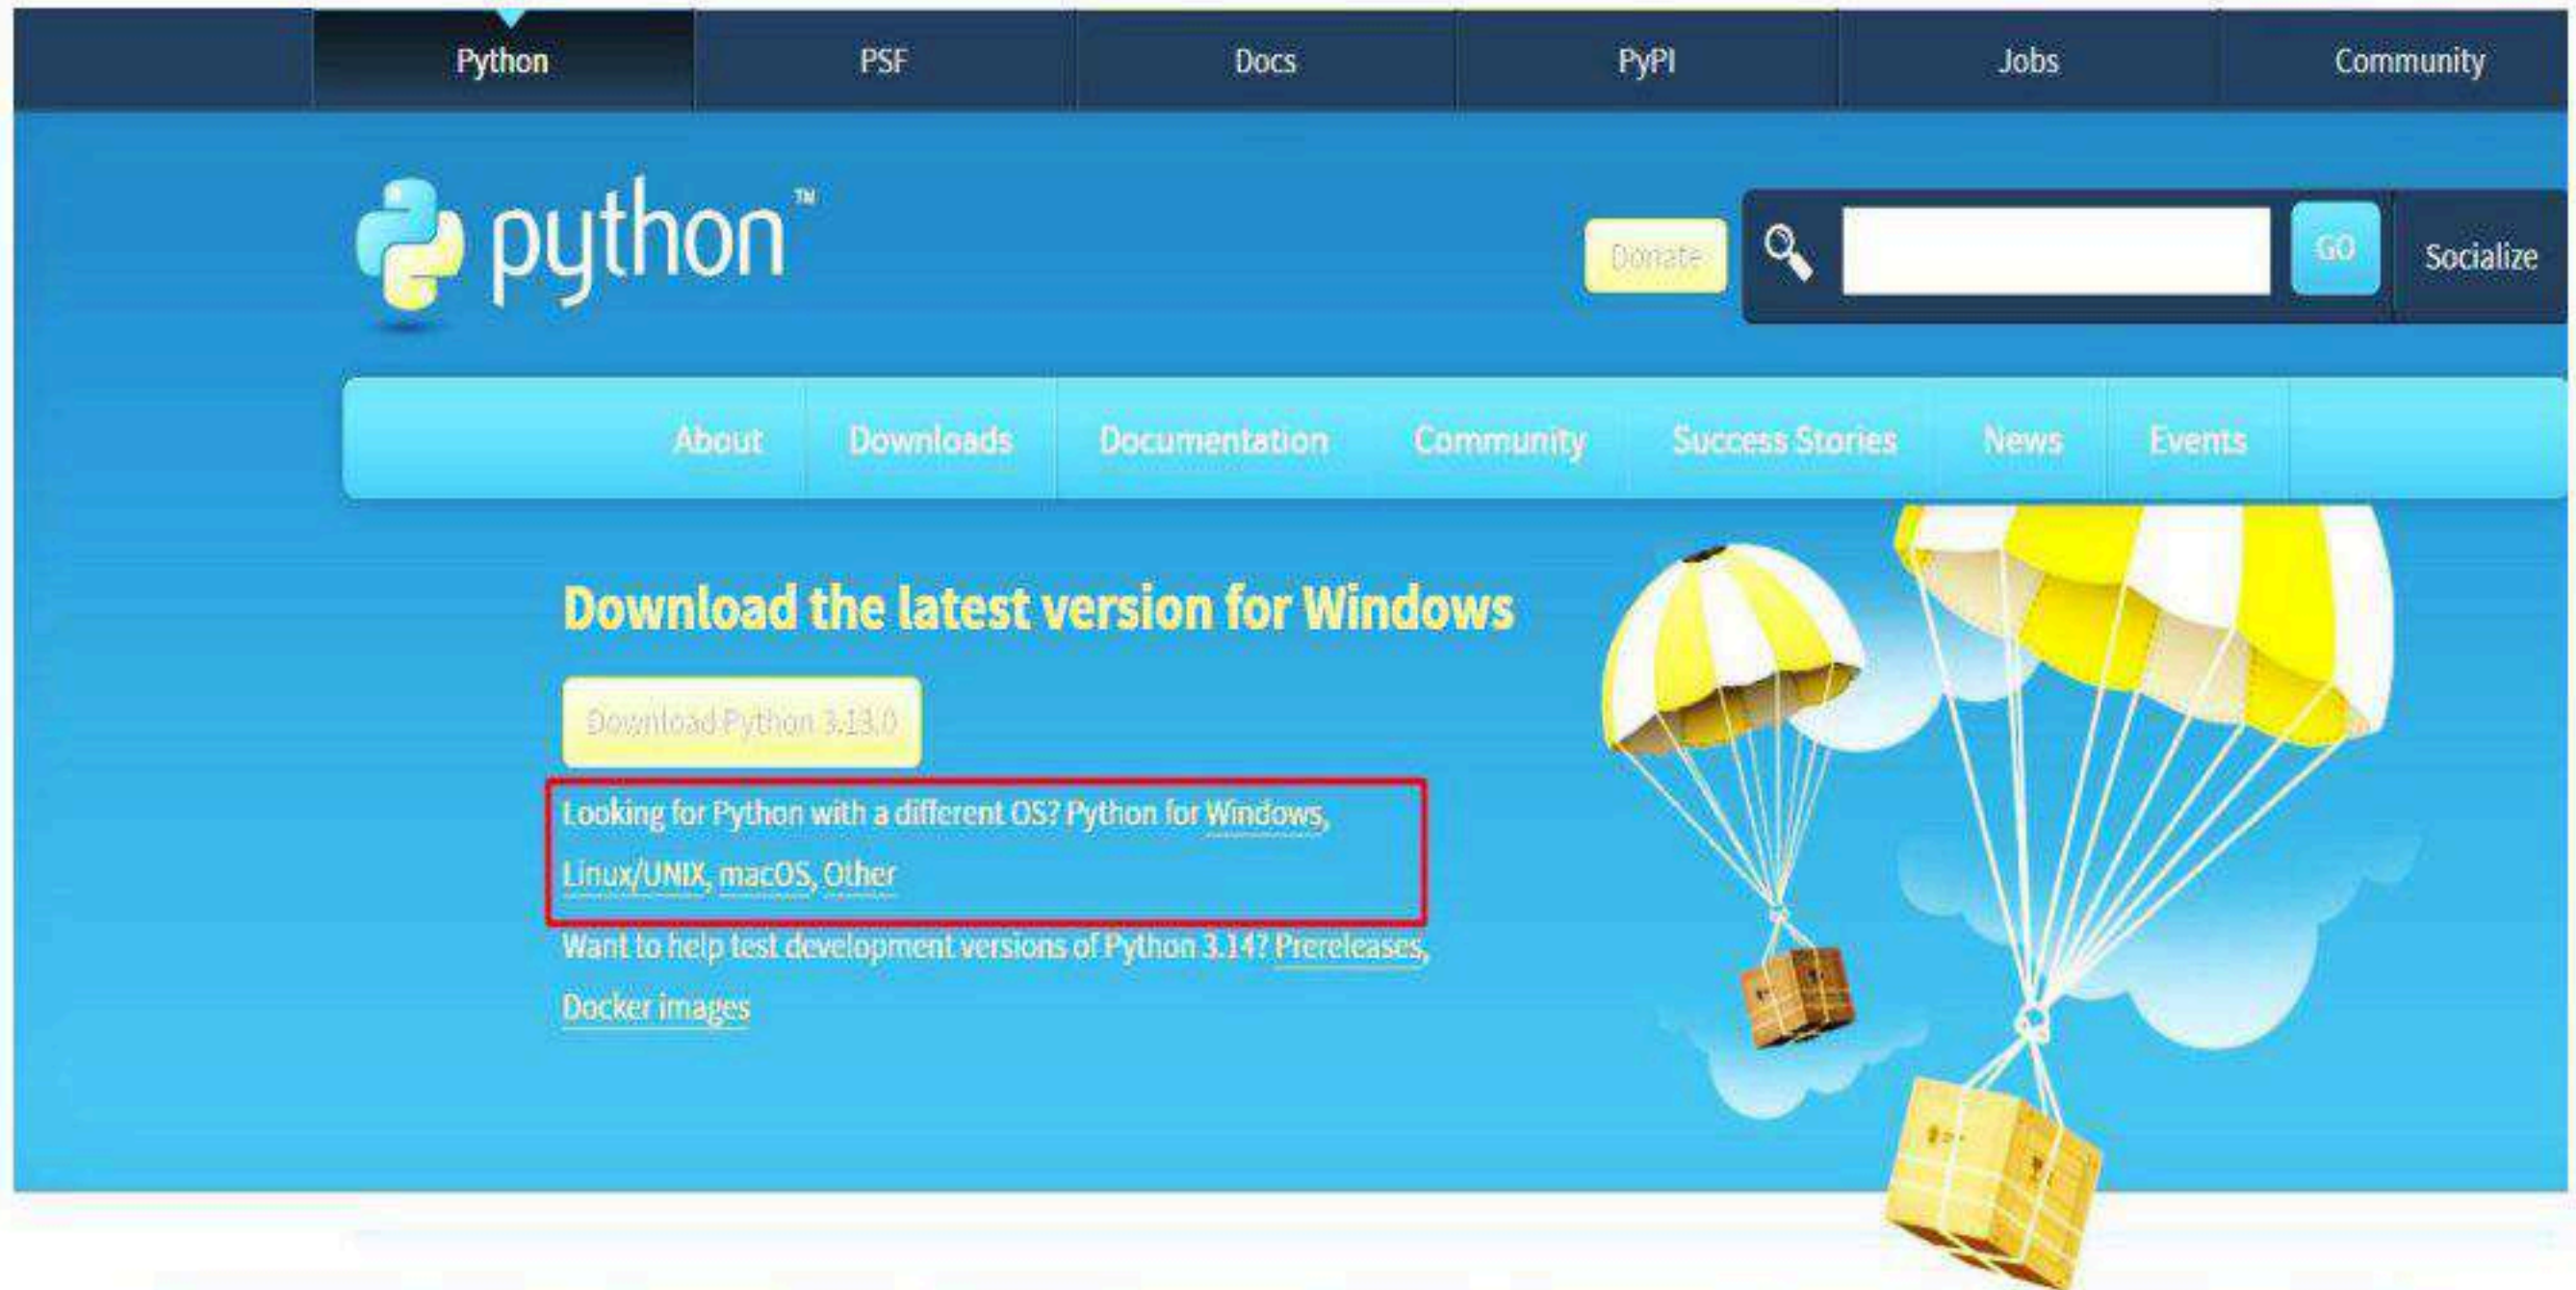 Python PSF Docs PyPI Jobs Community
python™
Donate GO Socialize
About Downloads Documentation Community Success Stories News Events
Download the latest version for Windows
Download Python 3.13.0
Looking for Python with a different OS? Python for Windows,
Linux/UNIX, macOS, Other
Want to help test development versions of Python 3.14? Prereleases,
Docker images